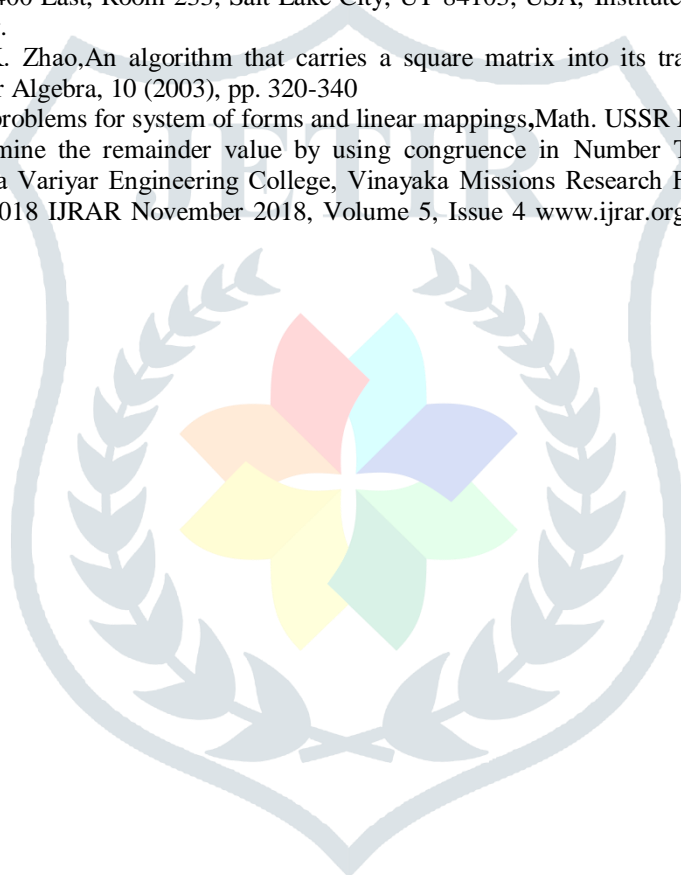 400 East, Room 233, Salt Lake City, UT 84103, USA, Institute
.
K. Zhao,An algorithm that carries a square matrix into its tra
r Algebra, 10 (2003), pp. 320-340
problems for system of forms and linear mappings,Math. USSR
mine the remainder value by using congruence in Number T
a Variyar Engineering College, Vinayaka Missions Research F
018 IJRAR November 2018, Volume 5, Issue 4 www.ijrar.org
JETIR